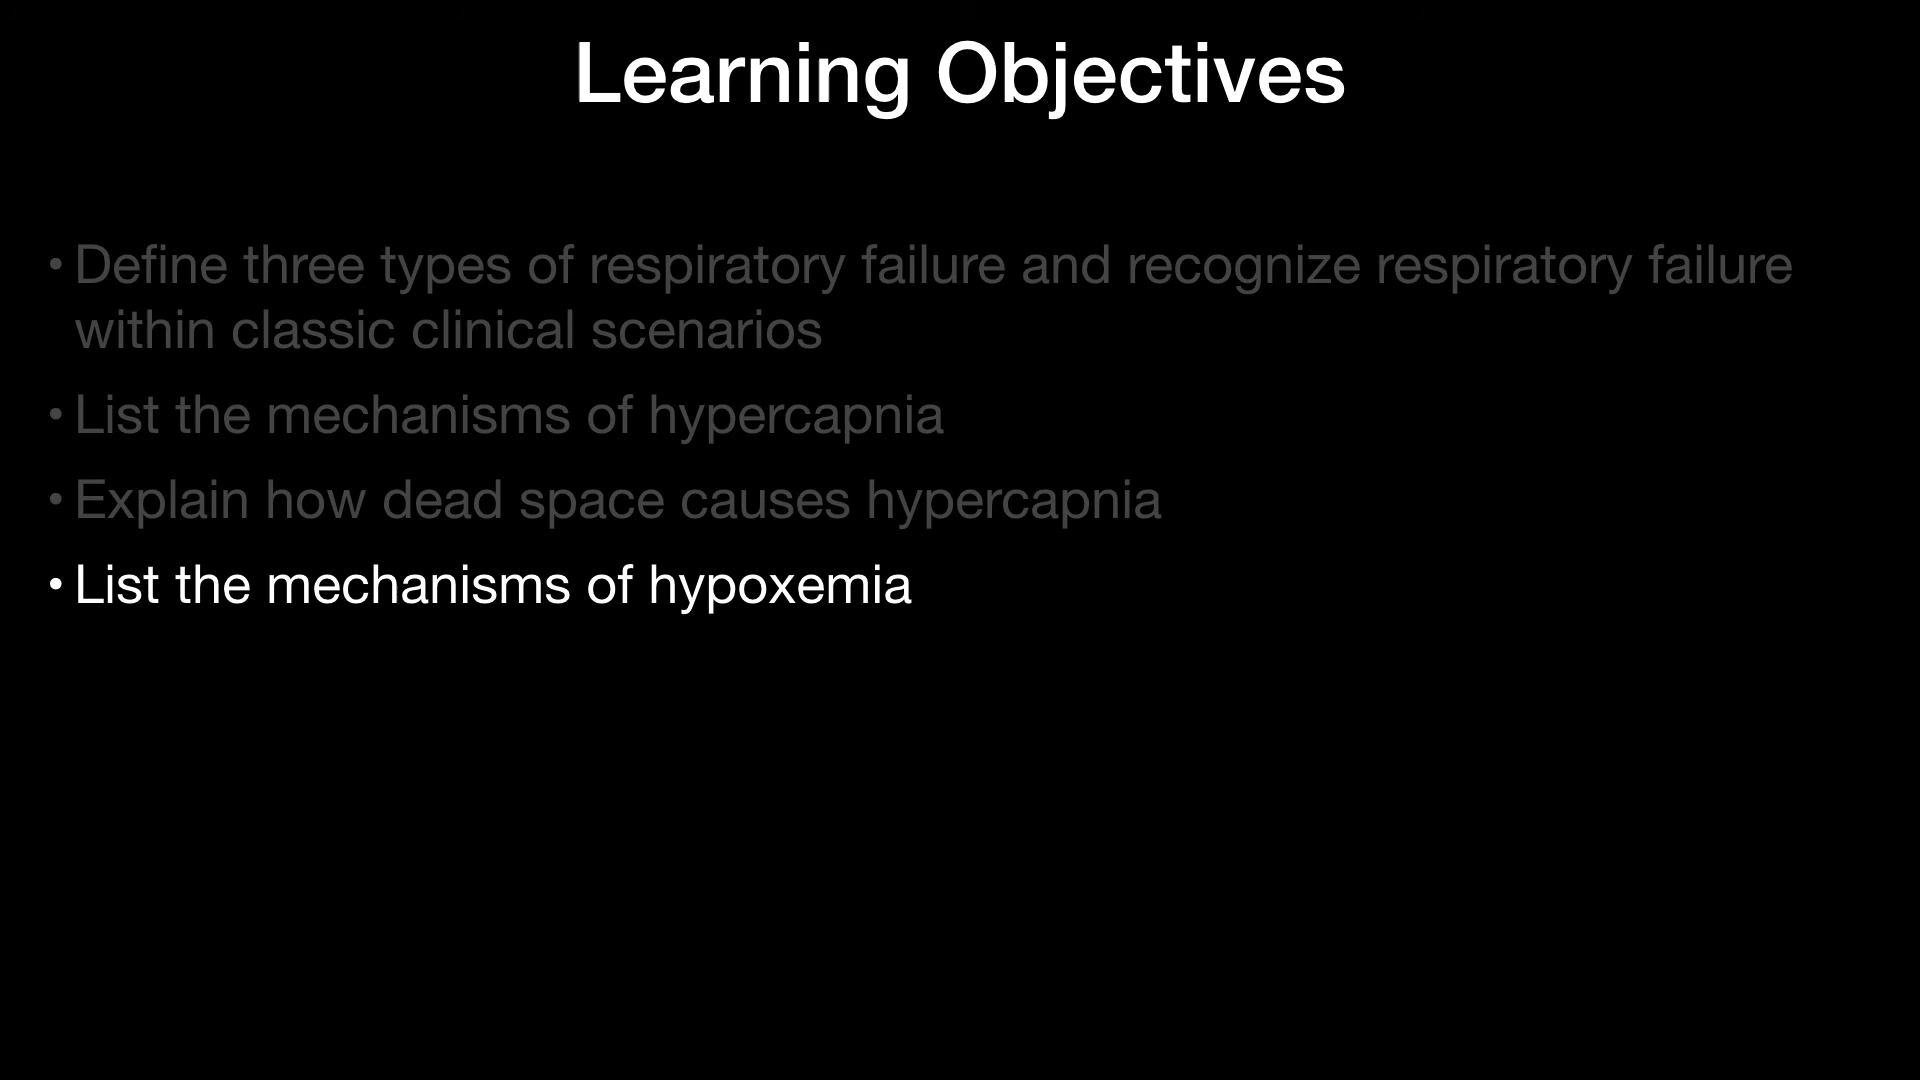 Learning Objectives
• Define three types of respiratory failure and recognize respiratory failure
within classic clinical scenarios
• List the mechanisms of hypercapnia
• Explain how dead space causes hypercapnia
• List the mechanisms of hypoxemia